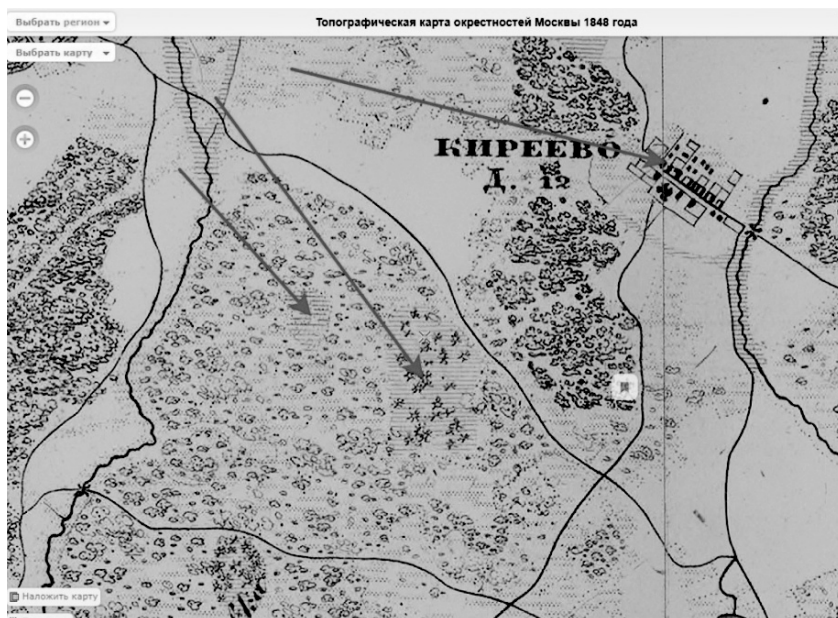 Выбрать регион
Топографическая карта окрестностей Москвы 1848 года
Выбрать карту
КИРЕЕВО
Д. 12
Наложить карту